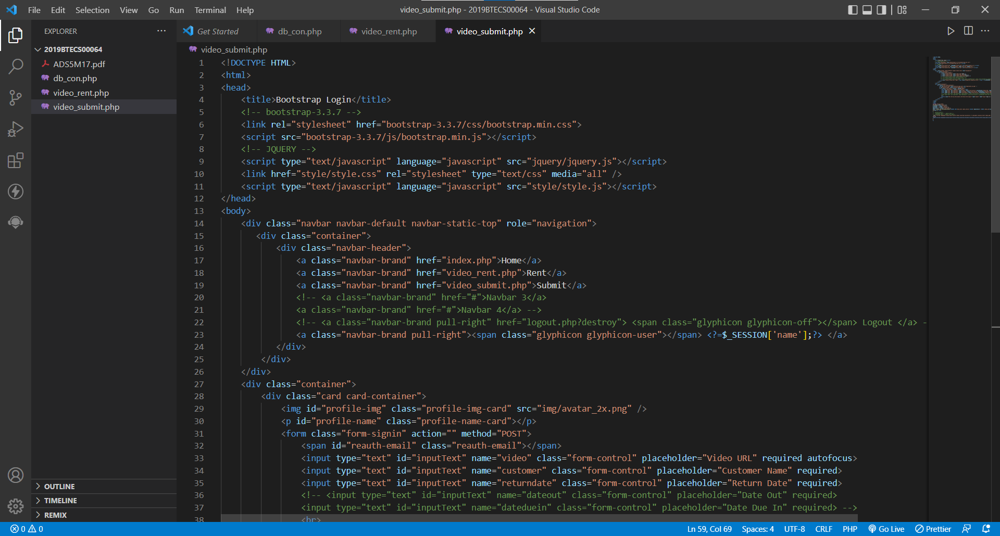 File Edit Selection View Go Run Terminal Help
video_submit.php - 2019BTECS00064 - Visual Studio Code
EXPLORER
2019BTECS00064
ADS5M17.pdf
db_con.php
video_rent.php
video_submit.php
OUTLINE
TIMELINE
REMIX
Get Started db_con.php video_rent.php video_submit.php
video_submit.php
1 <!DOCTYPE HTML>
2 <html>
3 <head>
4 <title>Bootstrap Login</title>
5 <!-- bootstrap-3.3.7 -->
6 <link rel="stylesheet" href="bootstrap-3.3.7/css/bootstrap.min.css">
7 <script src="bootstrap-3.3.7/js/bootstrap.min.js"></script>
8 <!-- JQUERY -->
9 <script type="text/javascript" language="javascript" src="jquery/jquery.js"></script>
10 <link href="style/style.css" rel="stylesheet" type="text/css" media="all" />
11 <script type="text/javascript" language="javascript" src="style/style.js"></script>
12 </head>
13 <body>
14 <div class="navbar navbar-default navbar-static-top" role="navigation">
15 <div class="container">
16 <div class="navbar-header">
17 <a class="navbar-brand" href="index.php">Home</a>
18 <a class="navbar-brand" href="video_rent.php">Rent</a>
19 <a class="navbar-brand" href="video_submit.php">Submit</a>
20 <!-- <a class="navbar-brand" href="#">Navbar 3</a>
21 <a class="navbar-brand" href="#">Navbar 4</a> -->
22 <!-- <a class="navbar-brand pull-right" href="logout.php?destroy"> <span class="glyphicon glyphicon-off"></span> Logout </a> -
23 <a class="navbar-brand pull-right"><span class="glyphicon glyphicon-user"></span> <?=$_SESSION['name'];?> </a>
24 </div>
25 </div>
26 </div>
27 <div class="container">
28 <div class="card card-container">
29 <img id="profile-img" class="profile-img-card" src="img/avatar_2x.png" />
30 <p id="profile-name" class="profile-name-card"></p>
31 <form class="form-signin" action="" method="POST">
32 <span id="reauth-email" class="reauth-email"></span>
33 <input type="text" id="inputText" name="video" class="form-control" placeholder="Video URL" required autofocus>
34 <input type="text" id="inputText" name="customer" class="form-control" placeholder="Customer Name" required>
35 <input type="text" id="inputText" name="returndate" class="form-control" placeholder="Return Date" required>
36 <!-- <input type="text" id="inputText" name="dateout" class="form-control" placeholder="Date Out" required>
37 <input type="text" id="inputText" name="dateduein" class="form-control" placeholder="Date Due In" required> -->
38 <br>
0 0 Ln 59, Col 69 Spaces: 4 UTF-8 CRLF PHP Go Live Prettier